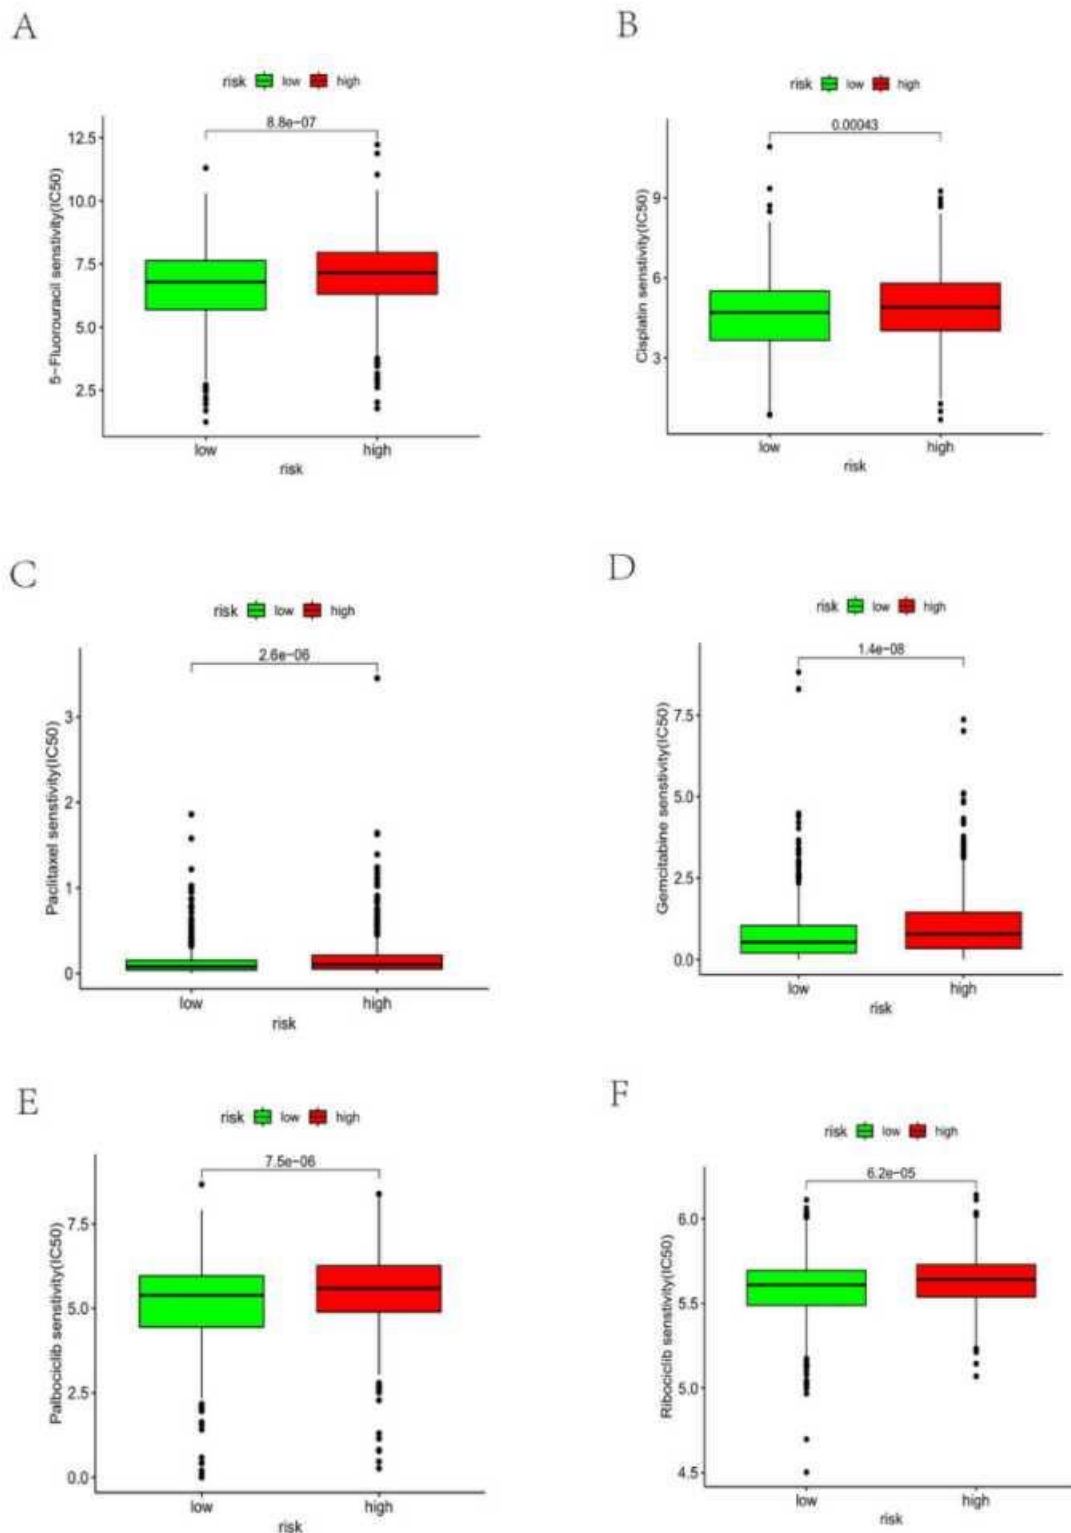 A
risk low high
8.8e-07
12.5
10.0
7.5
5.0
2.5
5-Fluorouracil senstivity(IC50)
low high
risk
B
risk low high
0.00043
9
6
3
Cisplatin senstivity(IC50)
low high
risk
C
risk low high
2.6e-06
3
2
1
0
Paclitaxel senstivity(IC50)
low high
risk
D
risk low high
1.4e-08
7.5
5.0
2.5
0.0
Gemcitabine senstivity(IC50)
low high
risk
E
risk low high
7.5e-06
7.5
5.0
2.5
0.0
Palbociclib senstivity(IC50)
low high
risk
F
risk low high
6.2e-05
6.0
5.5
5.0
4.5
Ribociclib senstivity(IC50)
low high
risk